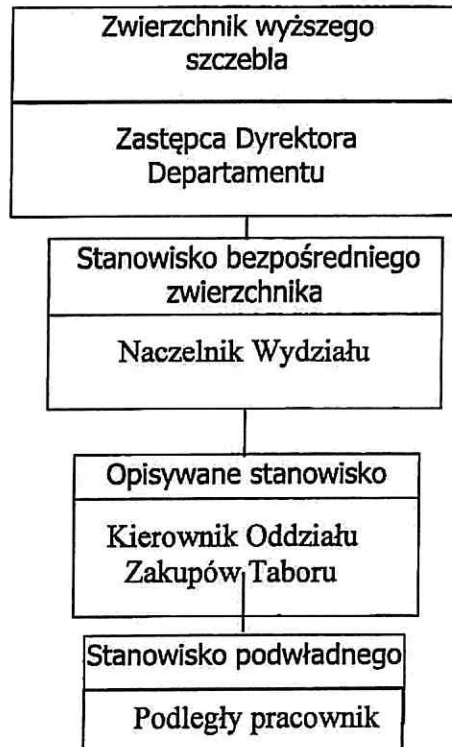 Zwierzchnik wyższego
szczebla
Zastępca Dyrektora
Departamentu
Stanowisko bezpośredniego
zwierzchnika
Naczelnik Wydziału
Opisywane stanowisko
Kierownik Oddziału
Zakupów Taboru
Stanowisko podwładnego
Podległy pracownik